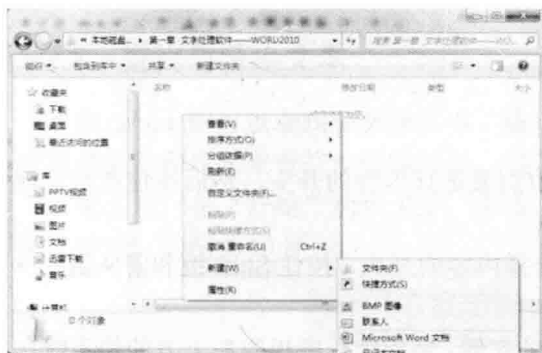 本地磁盘... 第一章 文字处理软件——WORD2010
组织 包含到库中 共享 新建文件夹
名称 修改日期 类型 大小
收藏夹
下载
桌面
最近访问的位置
库
PPTV视频
视频
图片
文档
迅雷下载
音乐
计算机
0 个对象
查看(V)
排序方式(O)
分组依据(P)
刷新(E)
自定义文件夹(F)...
粘贴(P)
粘贴快捷方式(S)
撤消 重命名(U) Ctrl+Z
新建(W)
属性(R)
文件夹(F)
快捷方式(S)
BMP 图像
联系人
Microsoft Word 文档